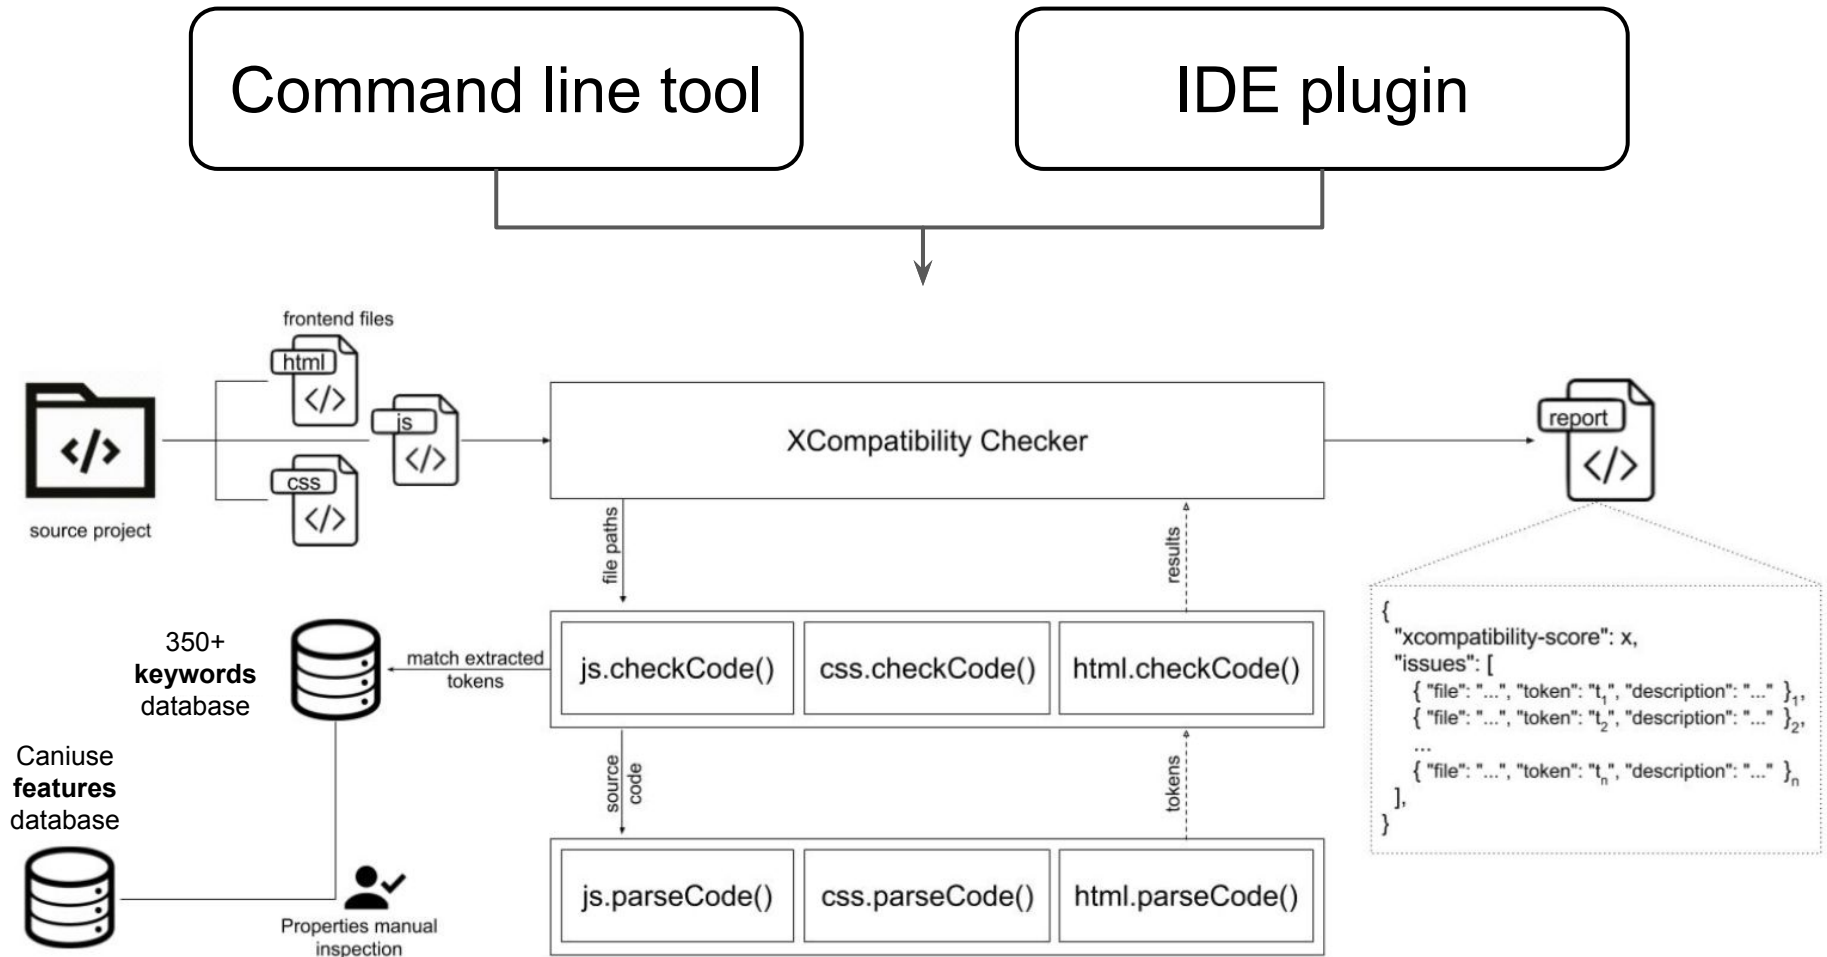 Command line tool
IDE plugin
frontend files
html
</>
js
</>
css
</>
</>
source project
XCompatibility Checker
report
</>
file paths
results
350+
keywords
database
match extracted
tokens
js.checkCode()
css.checkCode()
html.checkCode()
{
"xcompatibility-score": x,
"issues": [
{ "file": "...", "token": "t1", "description": "..." }1,
{ "file": "...", "token": "t2", "description": "..." }2,
...
{ "file": "...", "token": "tn", "description": "..." }n
],
}
Caniuse
features
database
source
code
tokens
js.parseCode()
css.parseCode()
html.parseCode()
Properties manual
inspection